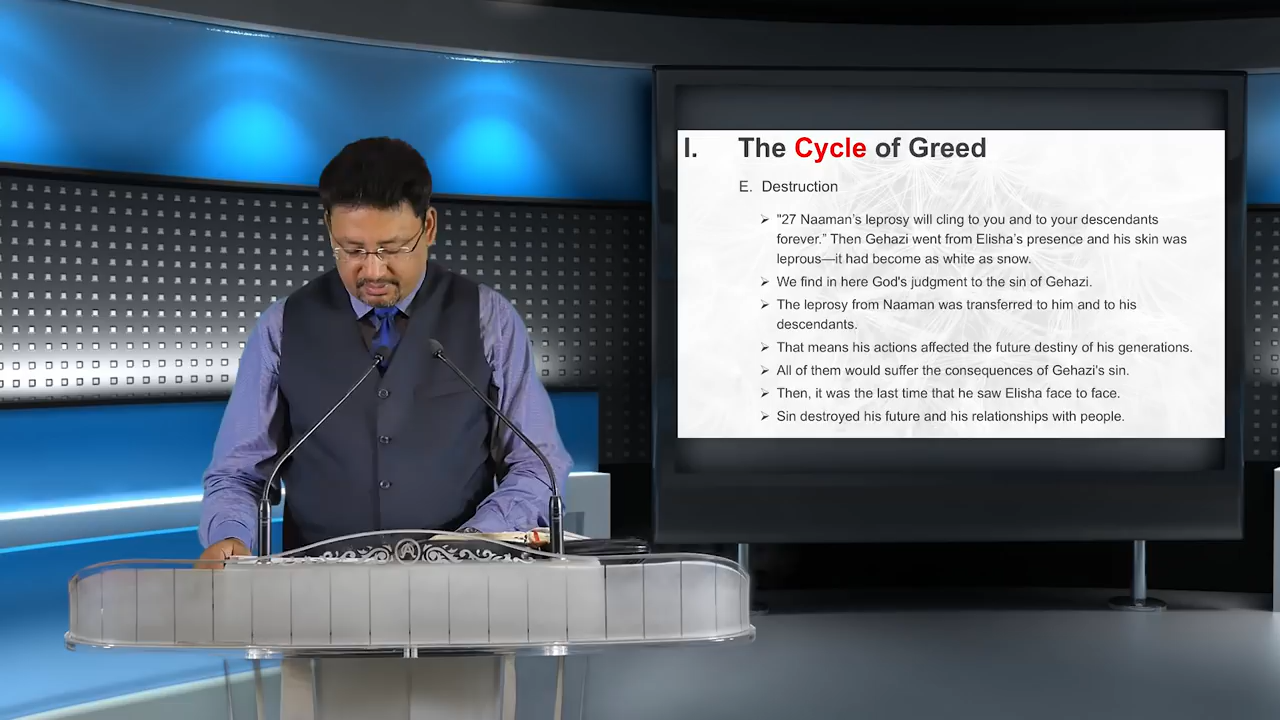 I. The Cycle of Greed
E. Destruction
➢ "27 Naaman’s leprosy will cling to you and to your descendants
forever.” Then Gehazi went from Elisha’s presence and his skin was
leprous—it had become as white as snow.
➢ We find in here God's judgment to the sin of Gehazi.
➢ The leprosy from Naaman was transferred to him and to his
descendants.
➢ That means his actions affected the future destiny of his generations.
➢ All of them would suffer the consequences of Gehazi's sin.
➢ Then, it was the last time that he saw Elisha face to face.
➢ Sin destroyed his future and his relationships with people.